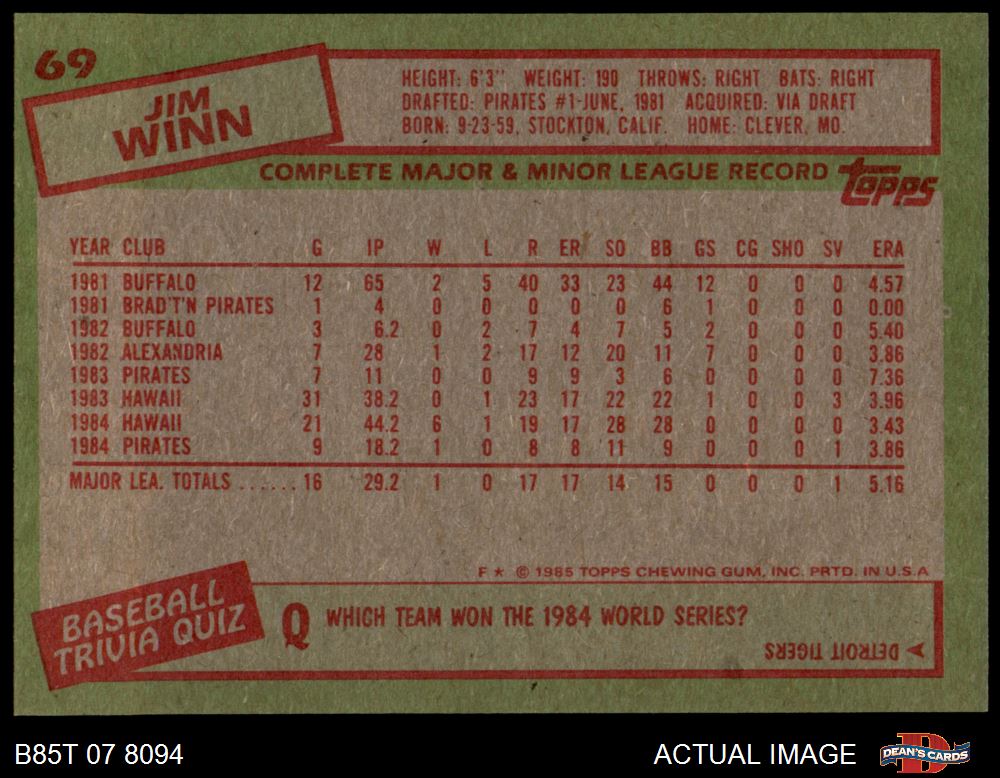 69
JIM
WINN
HEIGHT: 6'3" WEIGHT: 190 THROWS: RIGHT BATS: RIGHT
DRAFTED: PIRATES #1-JUNE, 1981 ACQUIRED: VIA DRAFT
BORN: 9-23-59, STOCKTON, CALIF. HOME: CLEVER, MO.
COMPLETE MAJOR & MINOR LEAGUE RECORD topps
YEAR CLUB G IP W L R ER SO BB GS CG SHO SV ERA
1981 BUFFALO 12 65 2 5 40 33 23 44 12 0 0 0 4.57
1981 BRAD'T'N PIRATES 1 4 0 0 0 0 0 6 1 0 0 0 0.00
1982 BUFFALO 3 6.2 0 2 7 4 7 5 2 0 0 0 5.40
1982 ALEXANDRIA 7 28 1 2 17 12 20 11 7 0 0 0 3.86
1983 PIRATES 7 11 0 0 9 9 3 6 0 0 0 0 7.36
1983 HAWAII 31 38.2 0 1 23 17 22 22 1 0 0 3 3.96
1984 HAWAII 21 44.2 6 1 19 17 28 28 0 0 0 0 3.43
1984 PIRATES 9 18.2 1 0 8 8 11 9 0 0 0 1 3.86
MAJOR LEA. TOTALS ...... 16 29.2 1 0 17 17 14 15 0 0 0 1 5.16
F ★ © 1985 TOPPS CHEWING GUM, INC. PRTD. IN U.S.A
BASEBALL
TRIVIA QUIZ
Q WHICH TEAM WON THE 1984 WORLD SERIES?
DETROIT TIGERS
B85T 07 8094 ACTUAL IMAGE DEAN'S CARDS